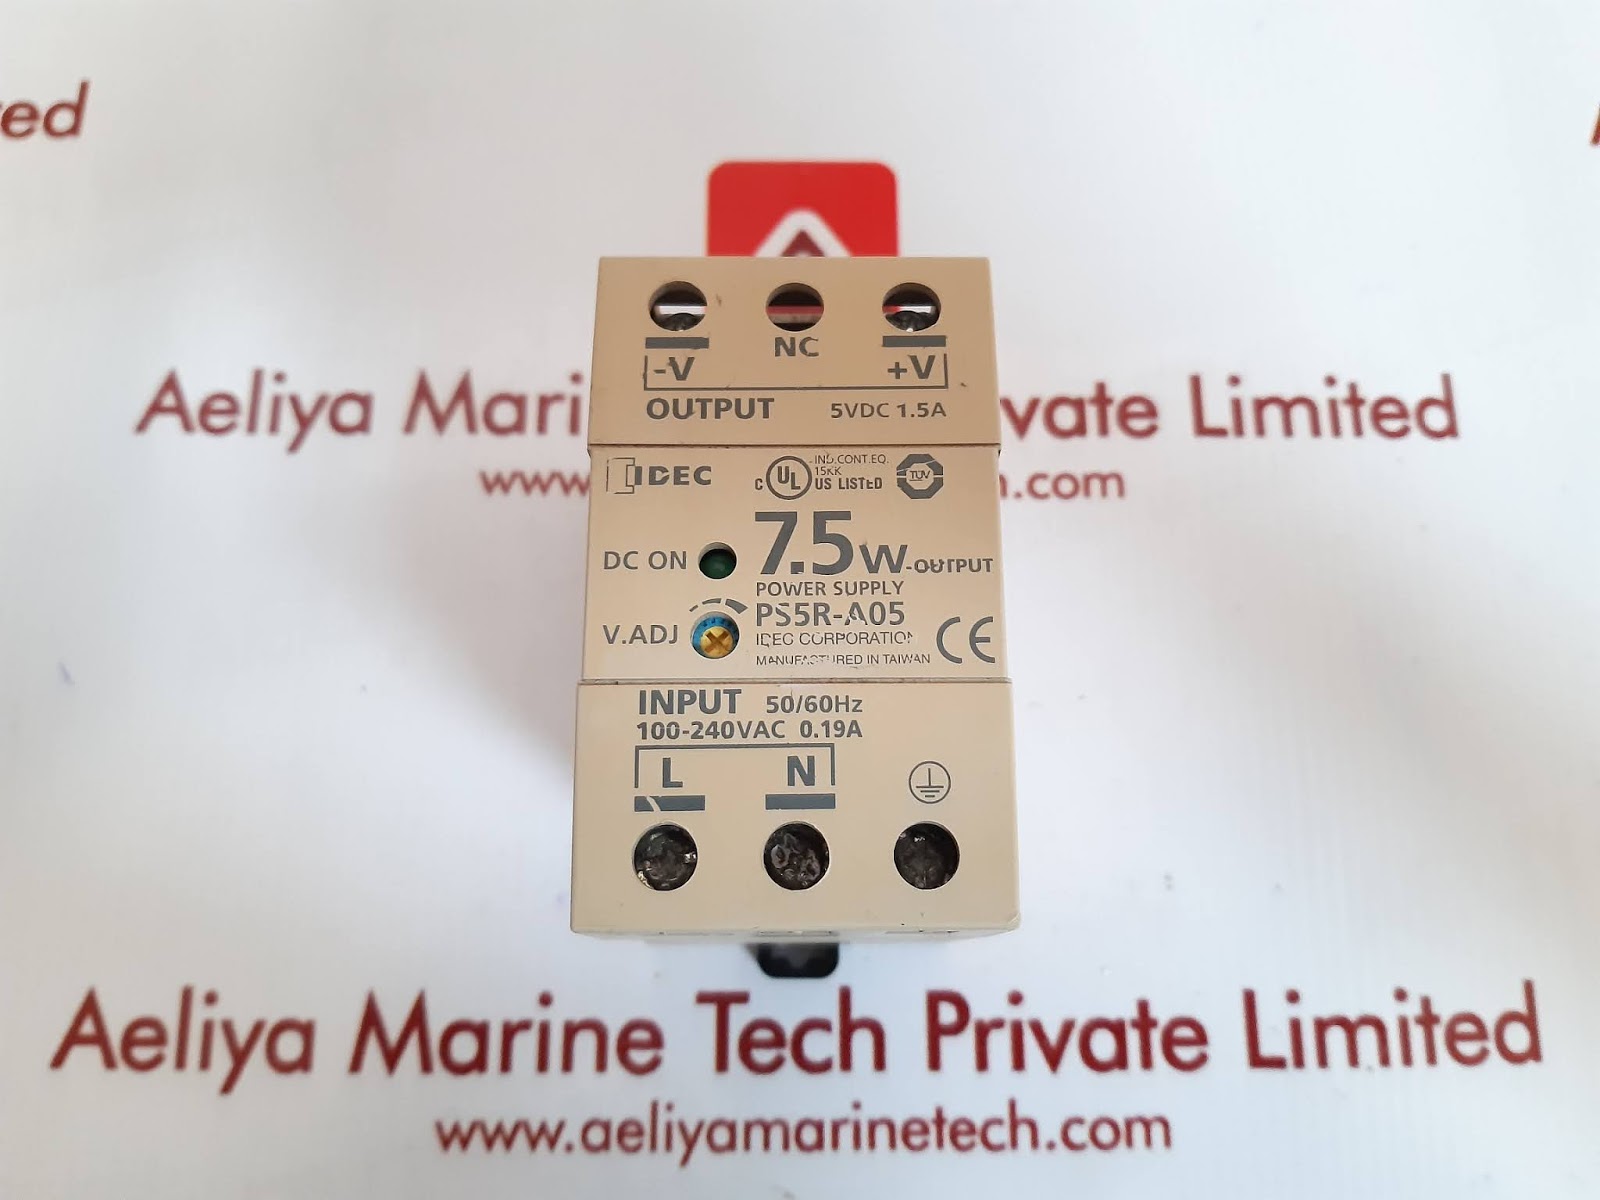 ed
Aeliya Mari
vate Limited
www
n.com
-V
NC
+V
OUTPUT 5VDC 1.5A
IDEC
C UL US LISTED
IND.CONT.EQ.
15KK
TUV
7.5W-OUTPUT
DC ON
POWER SUPPLY
PS5R-A05
V.ADJ
IDEC CORPORATION
MANUFACTURED IN TAIWAN
CE
INPUT 50/60Hz
100-240VAC 0.19A
L N
Aeliya Marine Tech Private Limited
www.aeliyamarinetech.com